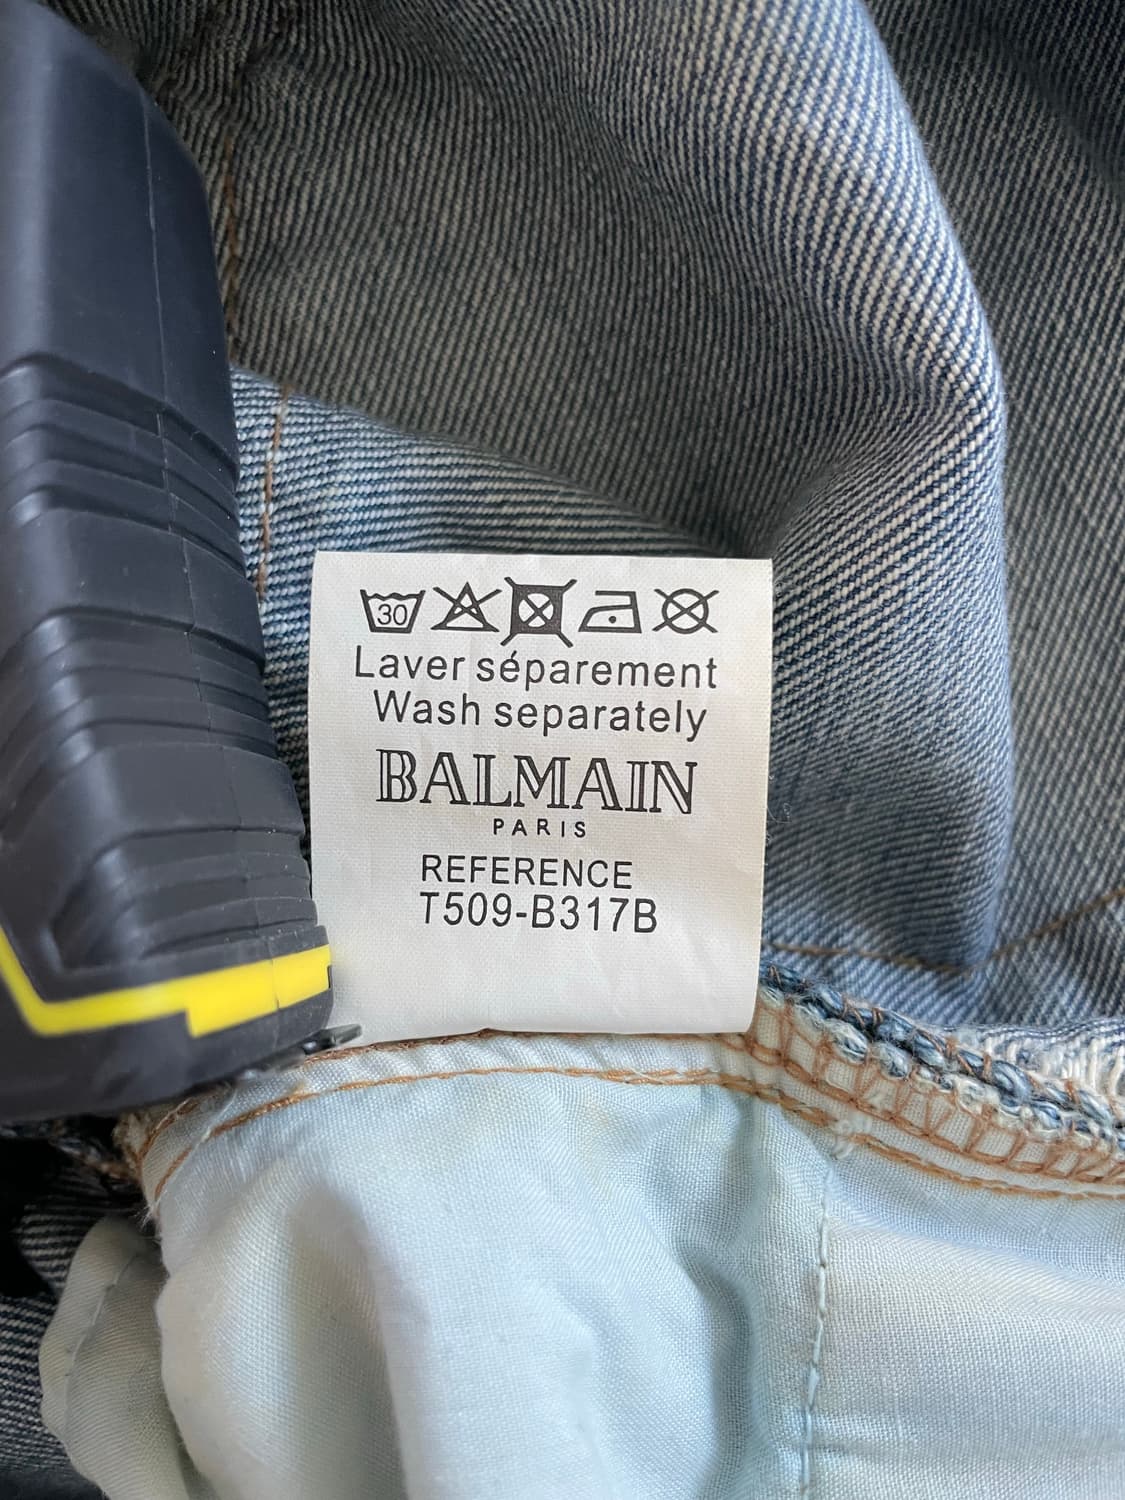 30
Laver séparement
Wash separately
BALMAIN
PARIS
REFERENCE
T509-B317B